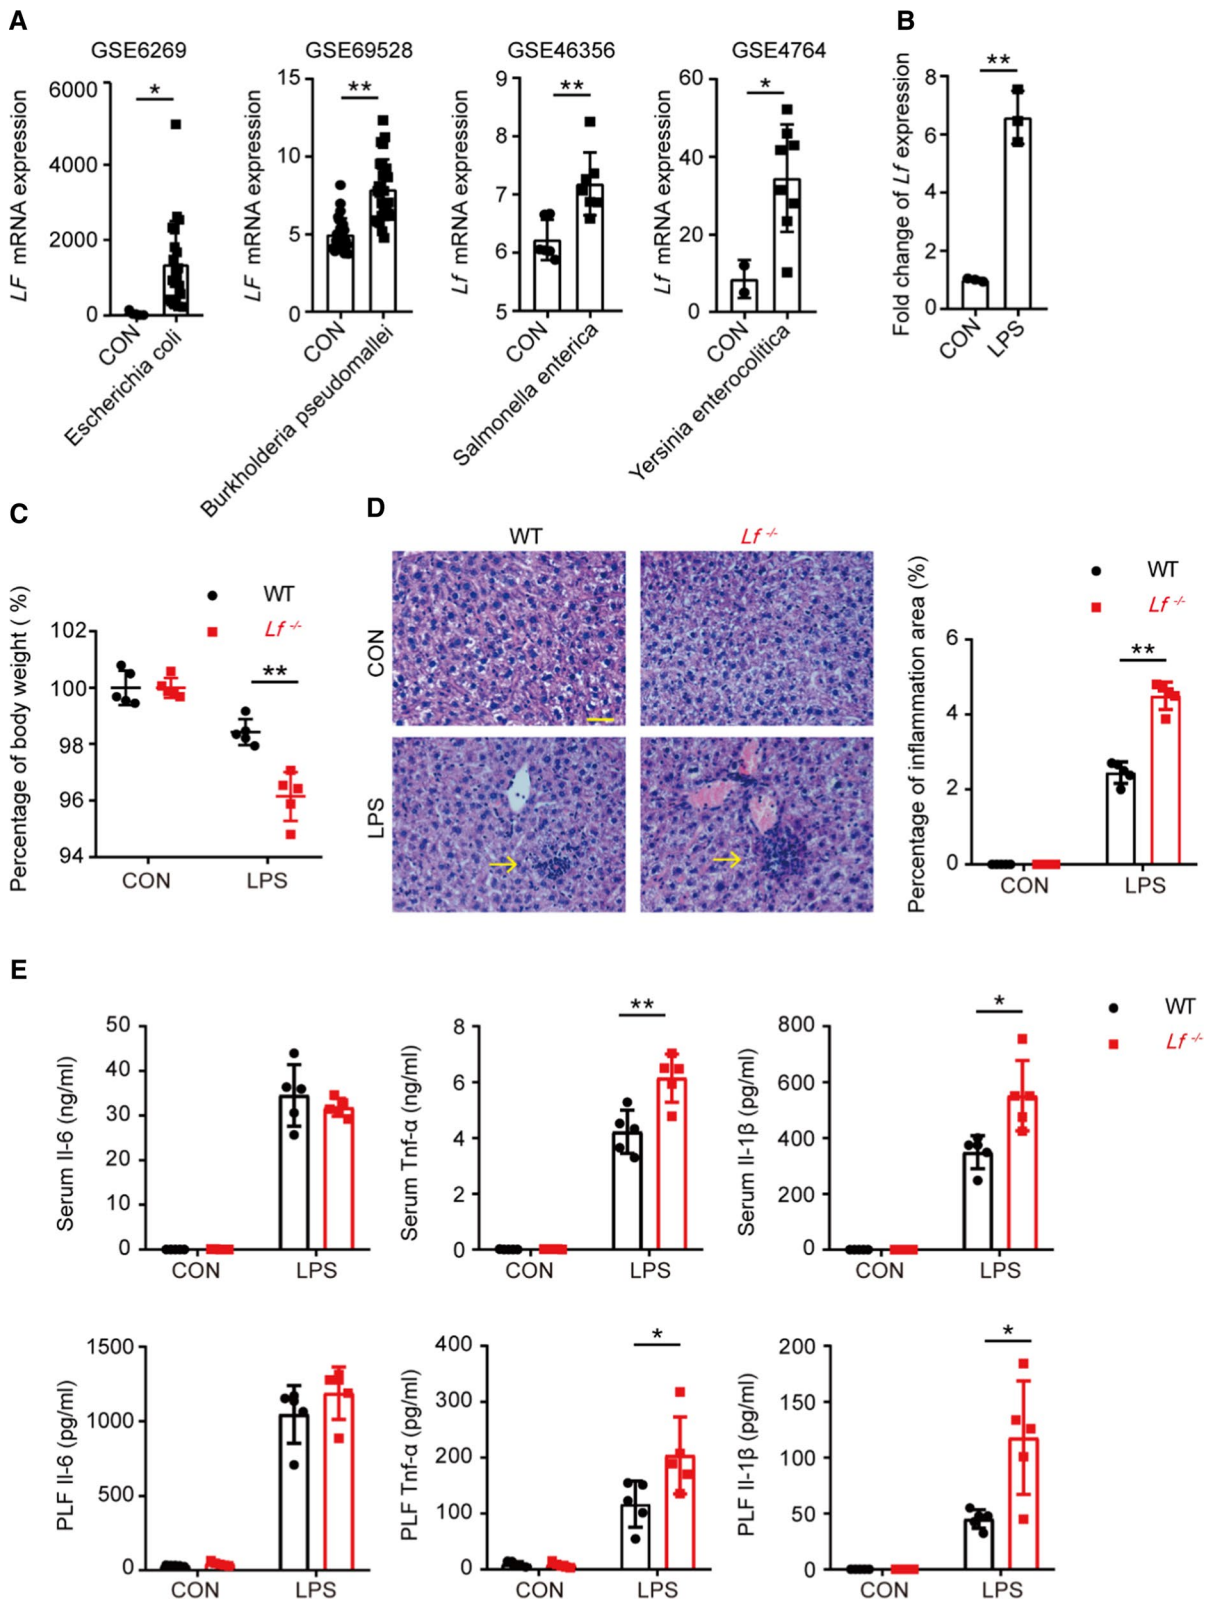 A
B
GSE6269
GSE69528
GSE46356
GSE4764
LF mRNA expression
6000
4000
2000
0
*
CON
Escherichia coli
LF mRNA expression
15
10
5
0
**
CON
Burkholderia pseudomallei
Lf mRNA expression
9
8
7
6
5
**
CON
Salmonella enterica
Lf mRNA expression
60
40
20
0
*
CON
Yersinia enterocolitica
Fold change of Lf expression
8
6
4
2
0
**
CON
LPS
C
Percentage of body weight ( %)
WT
Lf -/-
102
100
98
96
94
**
CON
LPS
D
WT
Lf -/-
CON
LPS
Percentage of inflammation area (%)
WT
Lf -/-
6
4
2
0
**
CON
LPS
E
Serum Il-6 (ng/ml)
50
40
30
20
10
0
CON
LPS
Serum Tnf-α (ng/ml)
8
6
4
2
0
**
CON
LPS
Serum Il-1β (pg/ml)
800
600
400
200
0
*
CON
LPS
WT
Lf -/-
PLF Il-6 (pg/ml)
1500
1000
500
0
CON
LPS
PLF Tnf-α (pg/ml)
400
300
200
100
0
*
CON
LPS
PLF Il-1β (pg/ml)
200
150
100
50
0
*
CON
LPS